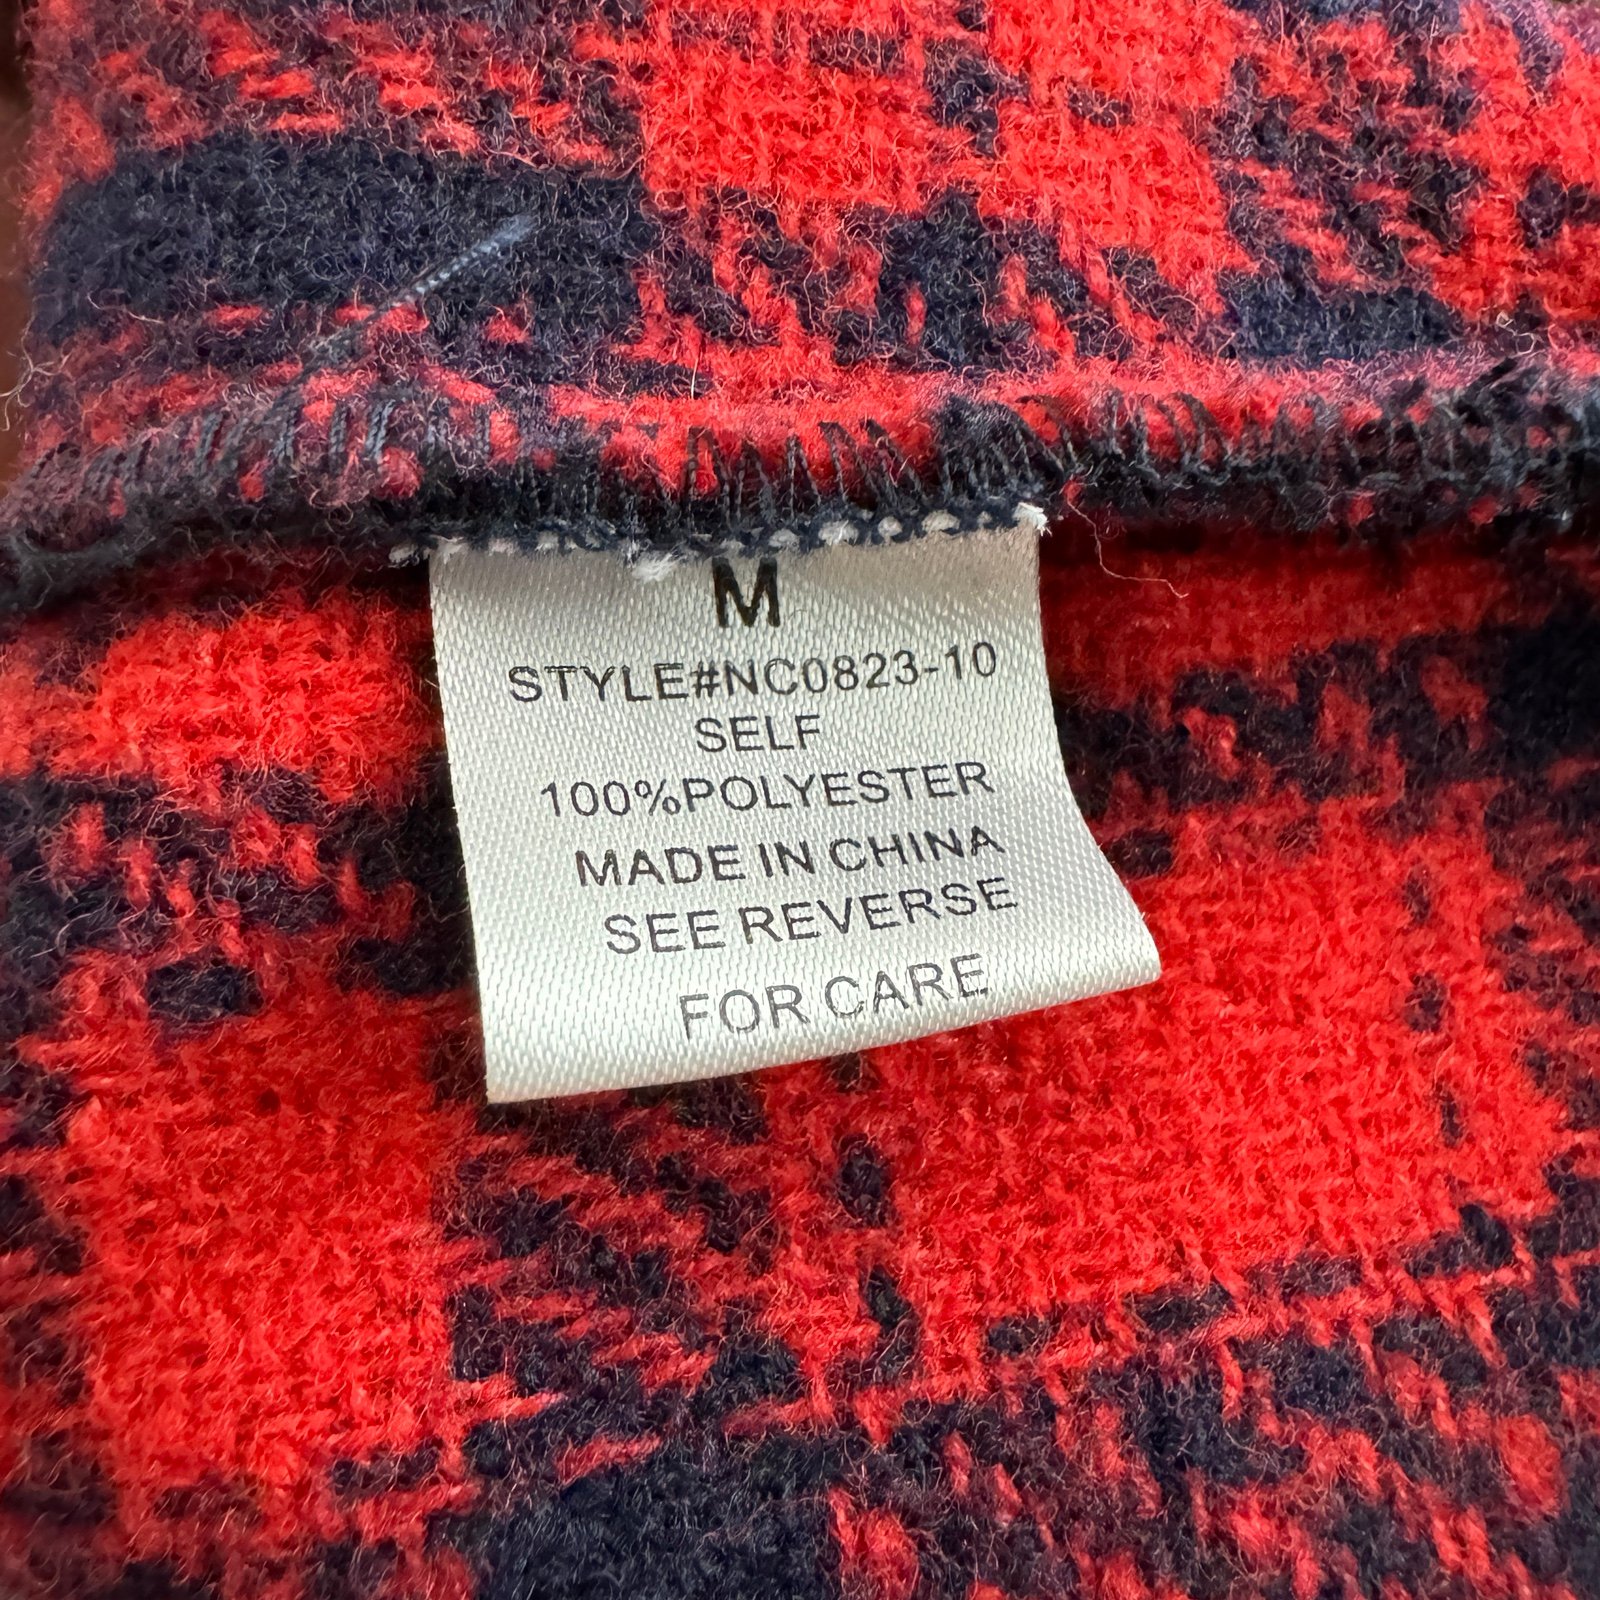 M
STYLE#NC0823-10
SELF
100%POLYESTER
MADE IN CHINA
SEE REVERSE
FOR CARE